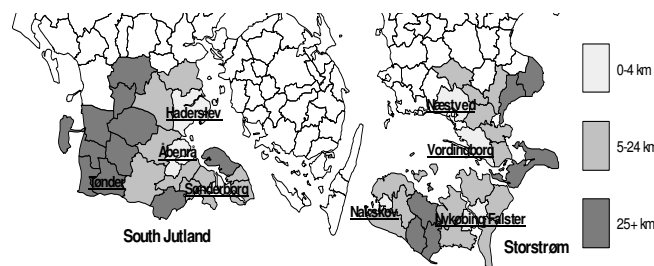 Haderslev
Åbenrå
Tønder
Sønderborg
South Jutland
Næstved
Vordingborg
Nakskov
Nykøbing Falster
Storstrøm
0-4 km
5-24 km
25+ km